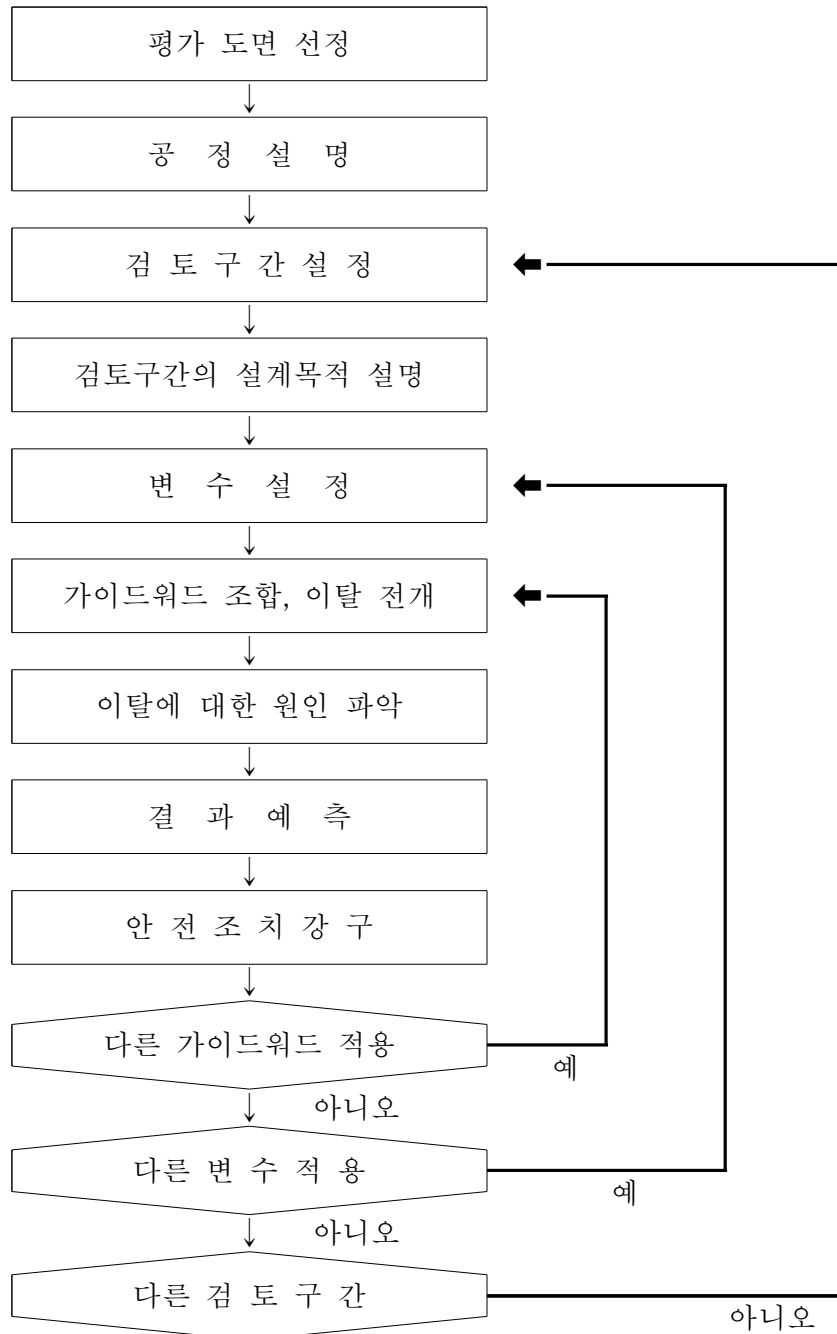 평가 도면 선정
공 정 설 명
검 토 구 간 설 정
검토구간의 설계목적 설명
변 수 설 정
가이드워드 조합, 이탈 전개
이탈에 대한 원인 파악
결 과 예 측
안 전 조 치 강 구
다른 가이드워드 적용
예
아니오
다른 변 수 적 용
예
아니오
다른 검 토 구 간
아니오